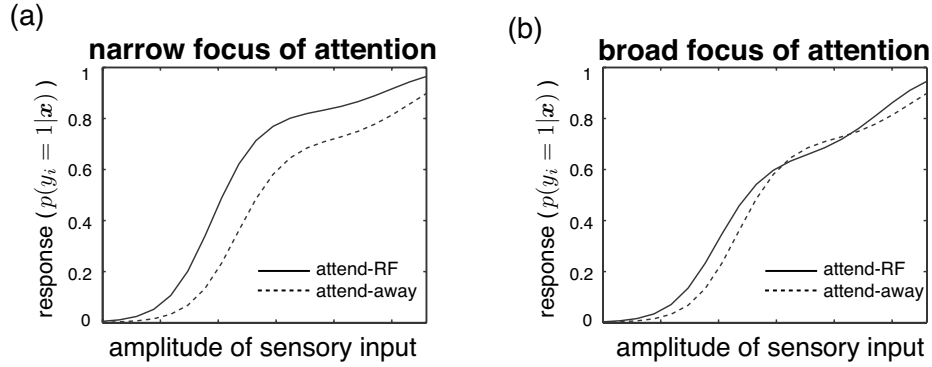 (a)
narrow focus of attention
response ( p(y_i = 1|x) )
1
0.8
0.6
0.4
0.2
0
attend-RF
attend-away
amplitude of sensory input
(b)
broad focus of attention
response ( p(y_i = 1|x) )
1
0.8
0.6
0.4
0.2
0
attend-RF
attend-away
amplitude of sensory input